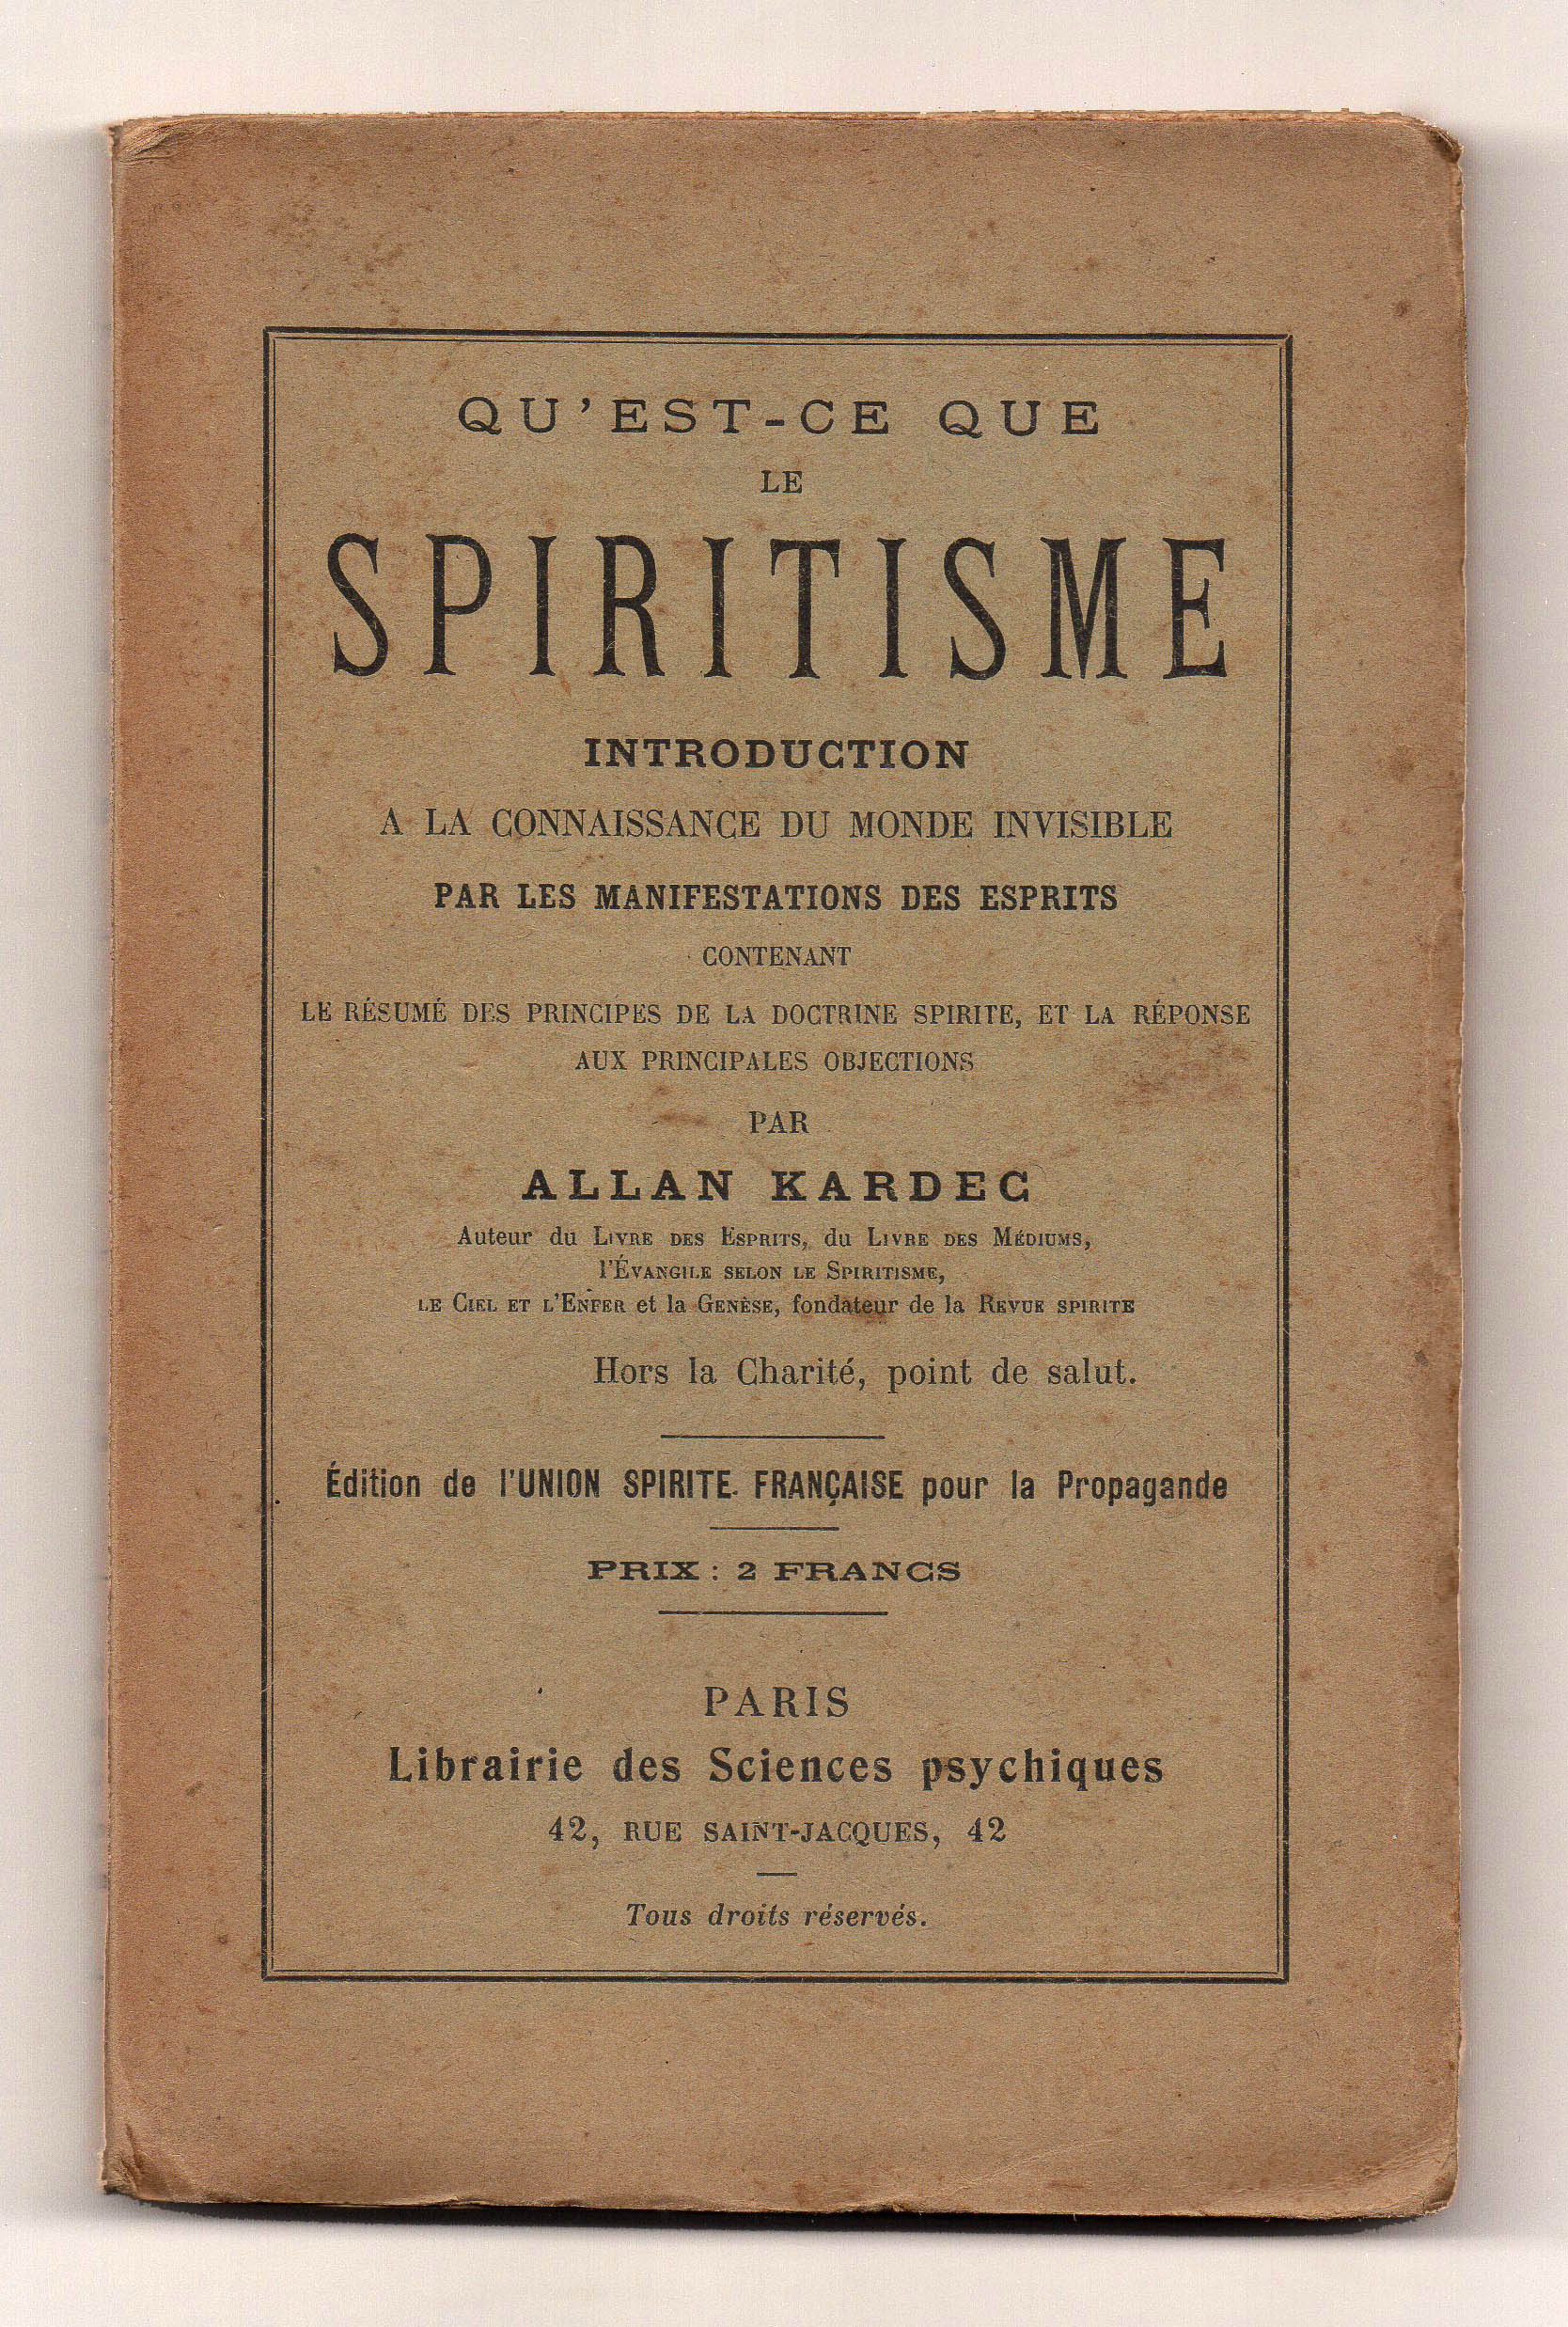 QU'EST-CE QUE
LE
SPIRITISME
INTRODUCTION
A LA CONNAISSANCE DU MONDE INVISIBLE
PAR LES MANIFESTATIONS DES ESPRITS
CONTENANT
LE RÉSUMÉ DES PRINCIPES DE LA DOCTRINE SPIRITE, ET LA RÉPONSE
AUX PRINCIPALES OBJECTIONS
PAR
ALLAN KARDEC
Auteur du LIVRE DES ESPRITS, du LIVRE DES MÉDIUMS,
l'ÉVANGILE SELON LE SPIRITISME,
LE CIEL ET L'ENFER et la GENÈSE, fondateur de la REVUE SPIRITE
Hors la Charité, point de salut.
Édition de l'UNION SPIRITE FRANÇAISE pour la Propagande
PRIX : 2 FRANCS
PARIS
Librairie des Sciences psychiques
42, RUE SAINT-JACQUES, 42
Tous droits réservés.